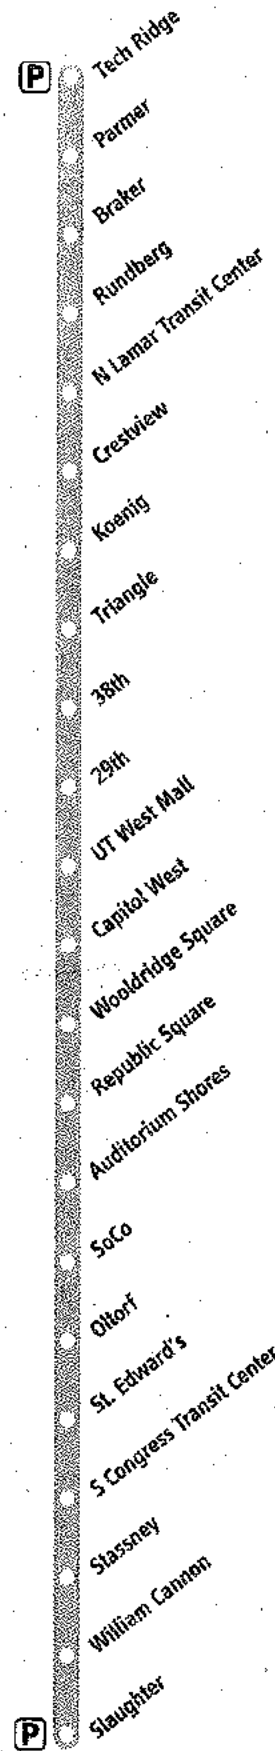 P
Tech Ridge
Parmer
Braker
Rundberg
N Lamar Transit Center
Crestview
Koenig
Triangle
38th
29th
UT West Mall
Capitol West
Wooldridge Square
Republic Square
Auditorium Shores
SoCo
Oltorf
St. Edward's
S Congress Transit Center
Stassney
William Cannon
P
Slaughter